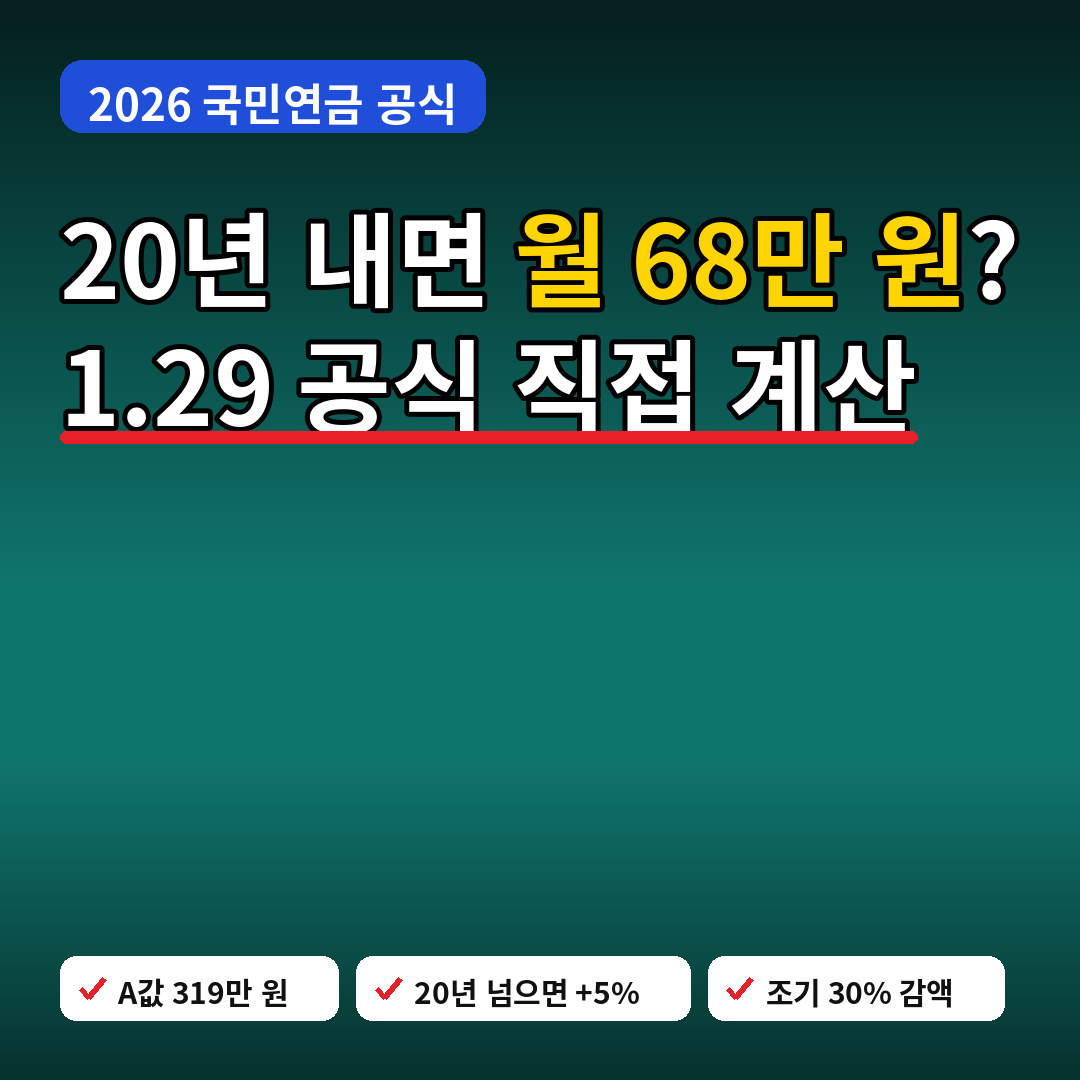 2026 국민연금 공식
20년 내면 월 68만 원?
1.29 공식 직접 계산
A값 319만 원
20년 넘으면 +5%
조기 30% 감액